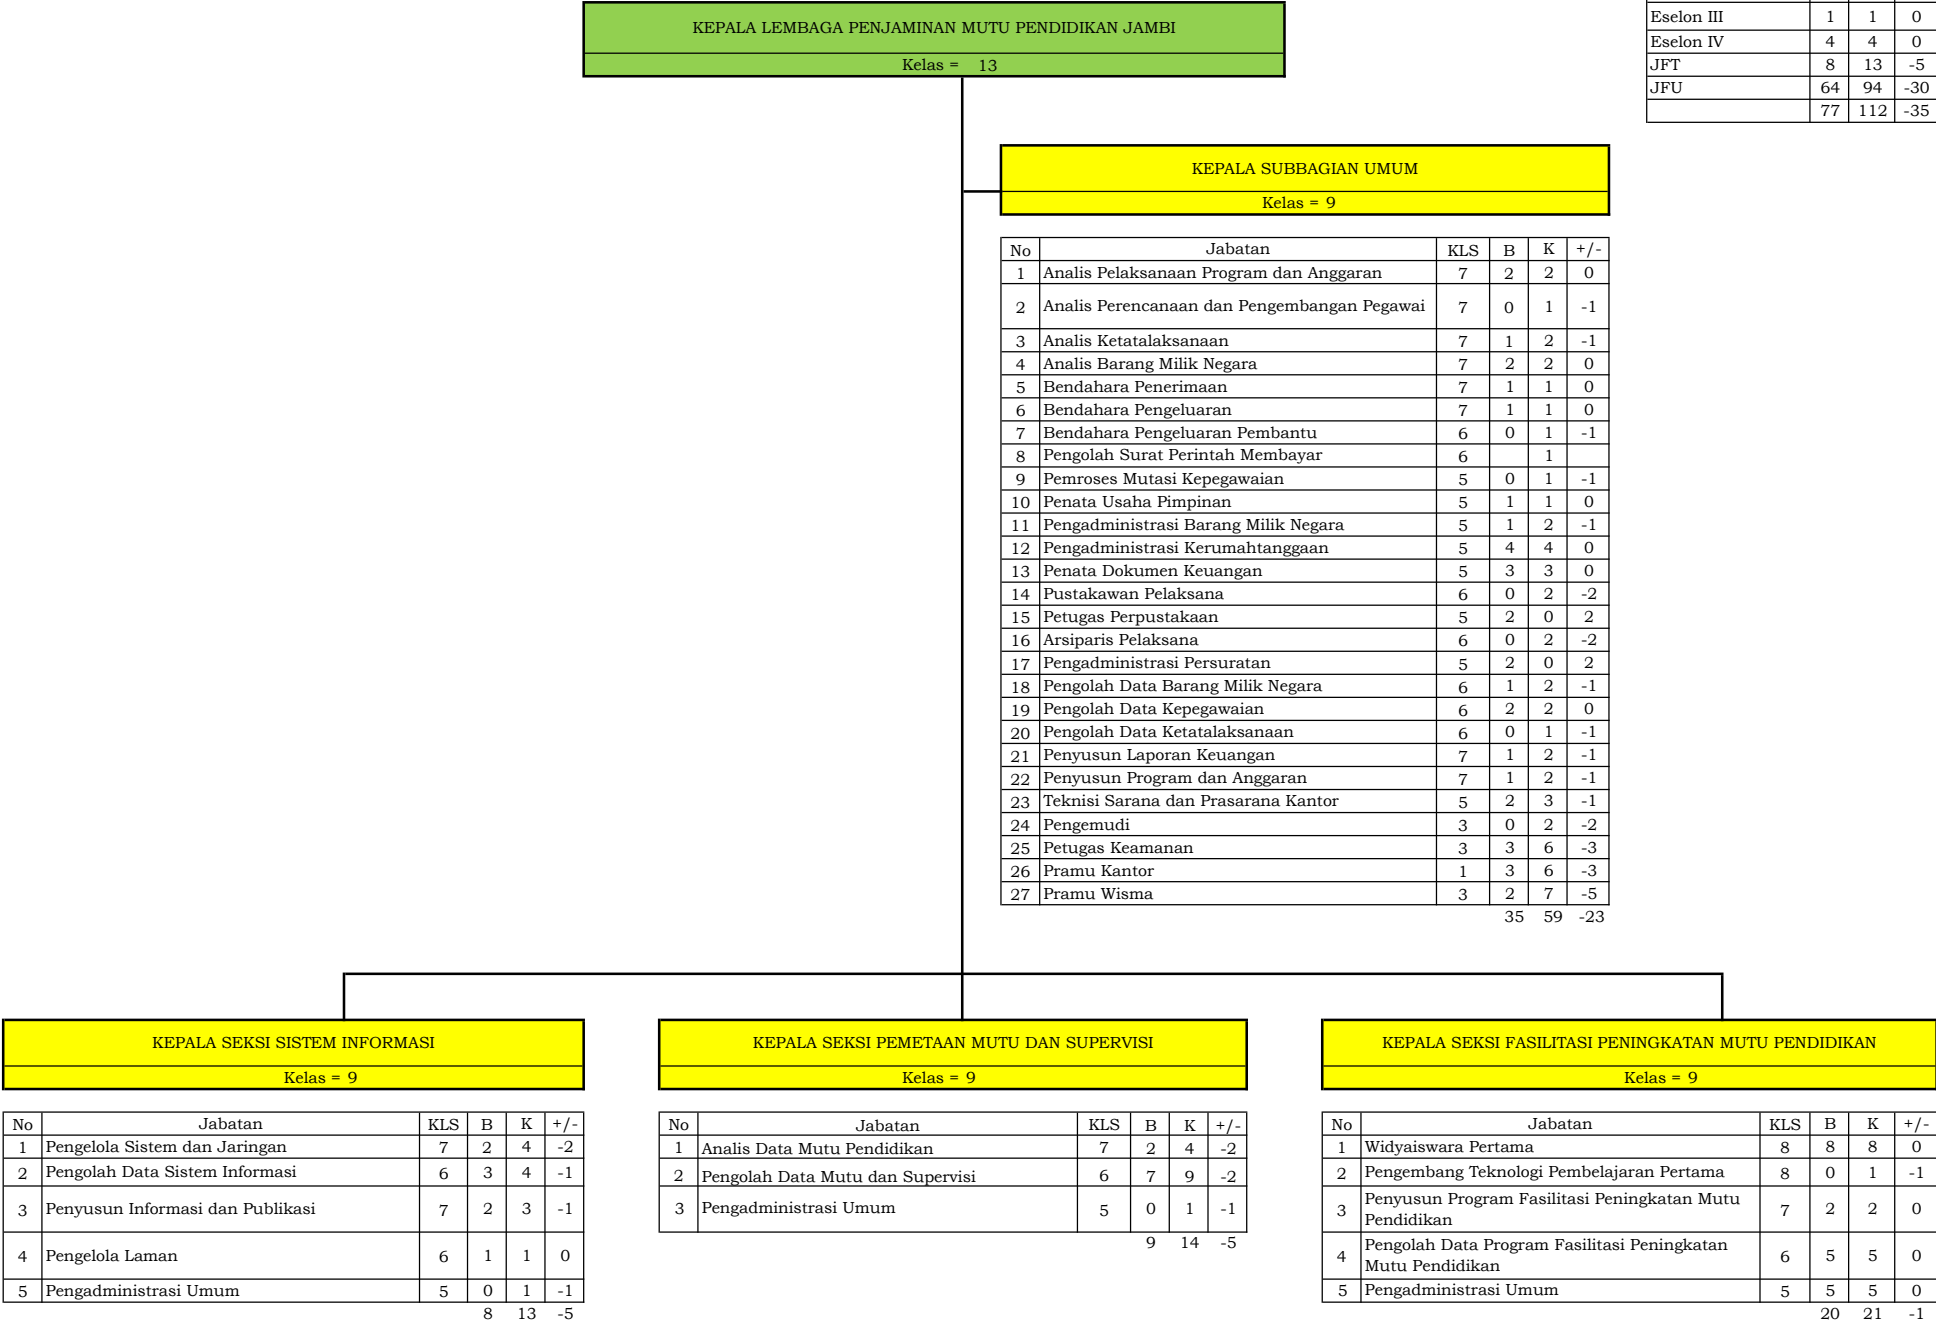 KEPALA LEMBAGA PENJAMINAN MUTU PENDIDIKAN JAMBI
Kelas = 13
Eselon III 1 1 0
Eselon IV 4 4 0
JFT 8 13 -5
JFU 64 94 -30
77 112 -35
KEPALA SUBBAGIAN UMUM
Kelas = 9
No Jabatan KLS B K +/-
1 Analis Pelaksanaan Program dan Anggaran 7 2 2 0
2 Analis Perencanaan dan Pengembangan Pegawai 7 0 1 -1
3 Analis Ketatalaksanaan 7 1 2 -1
4 Analis Barang Milik Negara 7 2 2 0
5 Bendahara Penerimaan 7 1 1 0
6 Bendahara Pengeluaran 7 1 1 0
7 Bendahara Pengeluaran Pembantu 6 0 1 -1
8 Pengolah Surat Perintah Membayar 6 1
9 Pemroses Mutasi Kepegawaian 5 0 1 -1
10 Penata Usaha Pimpinan 5 1 1 0
11 Pengadministrasi Barang Milik Negara 5 1 2 -1
12 Pengadministrasi Kerumahtanggaan 5 4 4 0
13 Penata Dokumen Keuangan 5 3 3 0
14 Pustakawan Pelaksana 6 0 2 -2
15 Petugas Perpustakaan 5 2 0 2
16 Arsiparis Pelaksana 6 0 2 -2
17 Pengadministrasi Persuratan 5 2 0 2
18 Pengolah Data Barang Milik Negara 6 1 2 -1
19 Pengolah Data Kepegawaian 6 2 2 0
20 Pengolah Data Ketatalaksanaan 6 0 1 -1
21 Penyusun Laporan Keuangan 7 1 2 -1
22 Penyusun Program dan Anggaran 7 1 2 -1
23 Teknisi Sarana dan Prasarana Kantor 5 2 3 -1
24 Pengemudi 3 0 2 -2
25 Petugas Keamanan 3 3 6 -3
26 Pramu Kantor 1 3 6 -3
27 Pramu Wisma 3 2 7 -5
35 59 -23
KEPALA SEKSI SISTEM INFORMASI
Kelas = 9
No Jabatan KLS B K +/-
1 Pengelola Sistem dan Jaringan 7 2 4 -2
2 Pengolah Data Sistem Informasi 6 3 4 -1
3 Penyusun Informasi dan Publikasi 7 2 3 -1
4 Pengelola Laman 6 1 1 0
5 Pengadministrasi Umum 5 0 1 -1
8 13 -5
KEPALA SEKSI PEMETAAN MUTU DAN SUPERVISI
Kelas = 9
No Jabatan KLS B K +/-
1 Analis Data Mutu Pendidikan 7 2 4 -2
2 Pengolah Data Mutu dan Supervisi 6 7 9 -2
3 Pengadministrasi Umum 5 0 1 -1
9 14 -5
KEPALA SEKSI FASILITASI PENINGKATAN MUTU PENDIDIKAN
Kelas = 9
No Jabatan KLS B K +/-
1 Widyaiswara Pertama 8 8 8 0
2 Pengembang Teknologi Pembelajaran Pertama 8 0 1 -1
3 Penyusun Program Fasilitasi Peningkatan Mutu
Pendidikan 7 2 2 0
4 Pengolah Data Program Fasilitasi Peningkatan
Mutu Pendidikan 6 5 5 0
5 Pengadministrasi Umum 5 5 5 0
20 21 -1